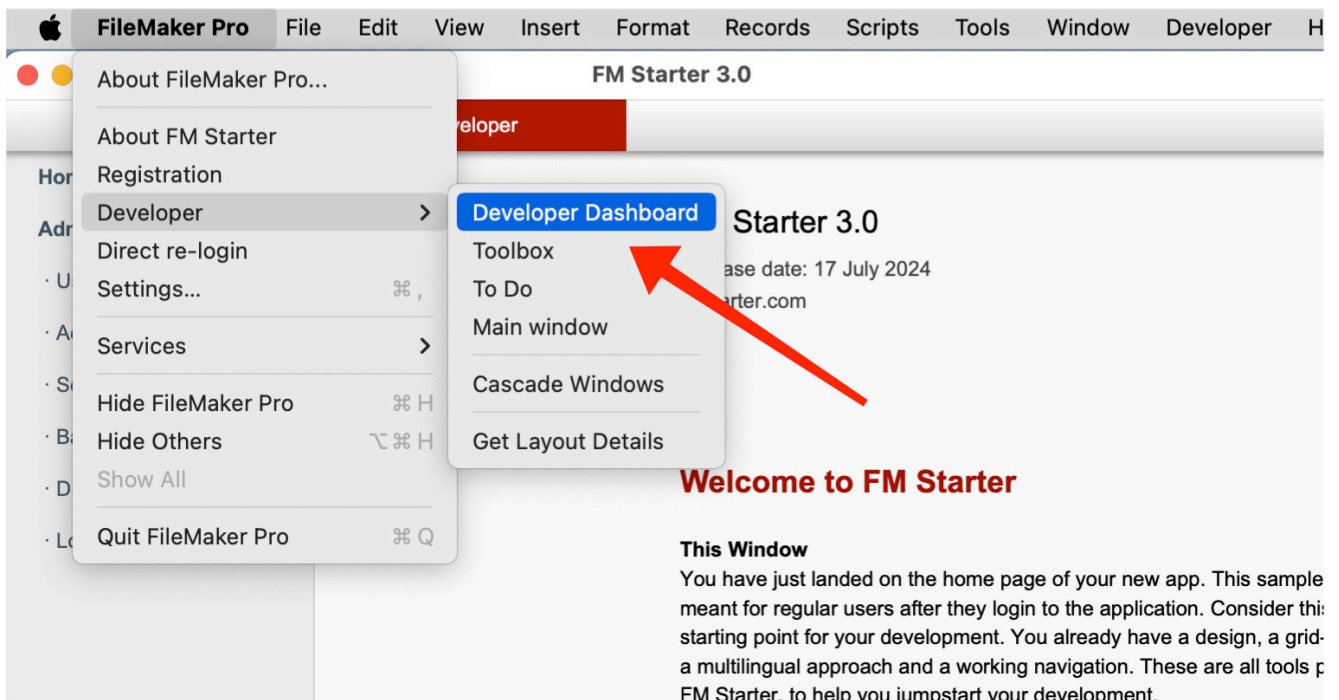 FileMaker Pro File Edit View Insert Format Records Scripts Tools Window Developer
FM Starter 3.0
About FileMaker Pro...
About FM Starter
Registration
Developer
Direct re-login
Settings... ⌘ ,
Services
Hide FileMaker Pro ⌘ H
Hide Others ⌥ ⌘ H
Show All
Quit FileMaker Pro ⌘ Q
Developer Dashboard
Toolbox
To Do
Main window
Cascade Windows
Get Layout Details
Starter 3.0
date: 17 July 2024
Welcome to FM Starter
This Window
You have just landed on the home page of your new app. This sample
meant for regular users after they login to the application. Consider
starting point for your development. You already have a design, a grid-
a multilingual approach and a working navigation. These are all tools
FM Starter, to help you jumpstart your development.